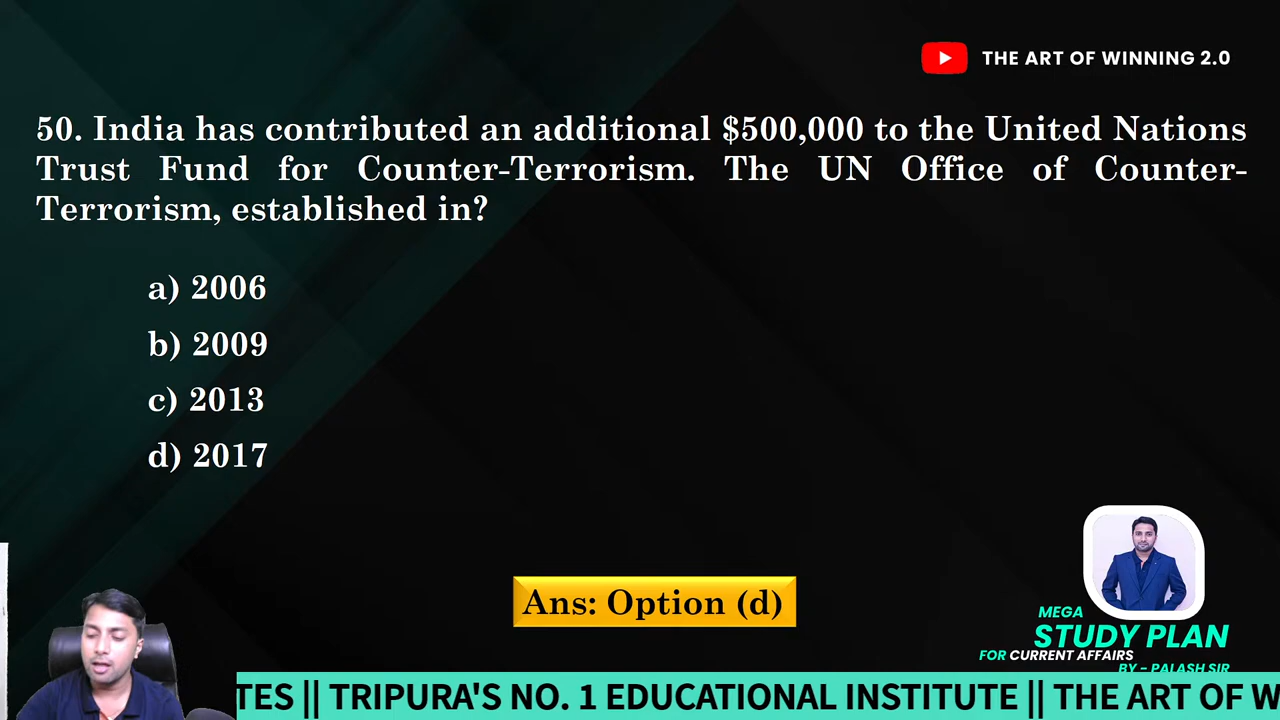 THE ART OF WINNING 2.0
50. India has contributed an additional $500,000 to the United Nations
Trust Fund for Counter-Terrorism. The UN Office of Counter-
Terrorism, established in?
a) 2006
b) 2009
c) 2013
d) 2017
Ans: Option (d)
MEGA
STUDY PLAN
FOR CURRENT AFFAIRS
BY - PALASH SIR
TES || TRIPURA'S NO. 1 EDUCATIONAL INSTITUTE || THE ART OF W